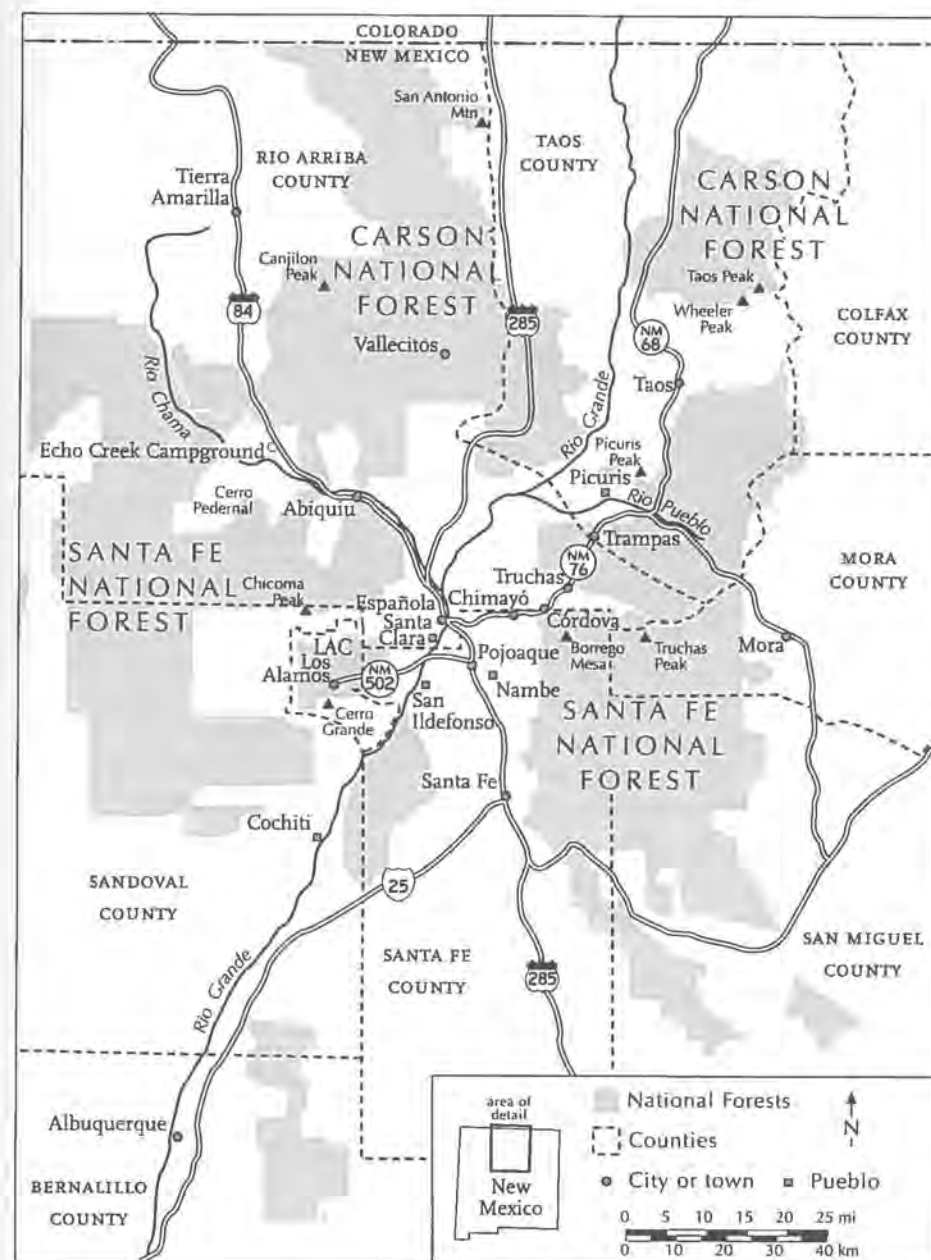 COLORADO
NEW MEXICO
San Antonio
Mtn
TAOS
COUNTY
RIO ARRIBA
COUNTY
Tierra
Amarilla
CARSON
NATIONAL
FOREST
CARSON
NATIONAL
FOREST
Canjilon
Peak
Taos Peak
Wheeler
Peak
84
285
NM
68
COLFAX
COUNTY
Vallecitos
Taos
Rio Chama
Rio Grande
Echo Creek Campground
Picuris
Peak
Picuris
Cerro
Pedernal
Abiquiu
Rio Pueblo
Trampas
SANTA FE
NATIONAL
FOREST
NM
76
MORA
COUNTY
Chicoma
Peak
Truchas
Española
Chimayó
Santa
Clara
Córdova
LAC
Los
Alamos
NM
502
Pojoaque
Borrego
Mesa
Truchas
Peak
Mora
Nambe
San
Ildefonso
Cerro
Grande
SANTA FE
NATIONAL
FOREST
Santa Fe
Cochiti
25
SANDOVAL
COUNTY
SAN MIGUEL
COUNTY
SANTA FE
COUNTY
285
Rio Grande
Albuquerque
BERNALILLO
COUNTY
area of
detail
New
Mexico
National Forests
N
Counties
City or town
Pueblo
0 5 10 15 20 25 mi
0 10 20 30 40 km